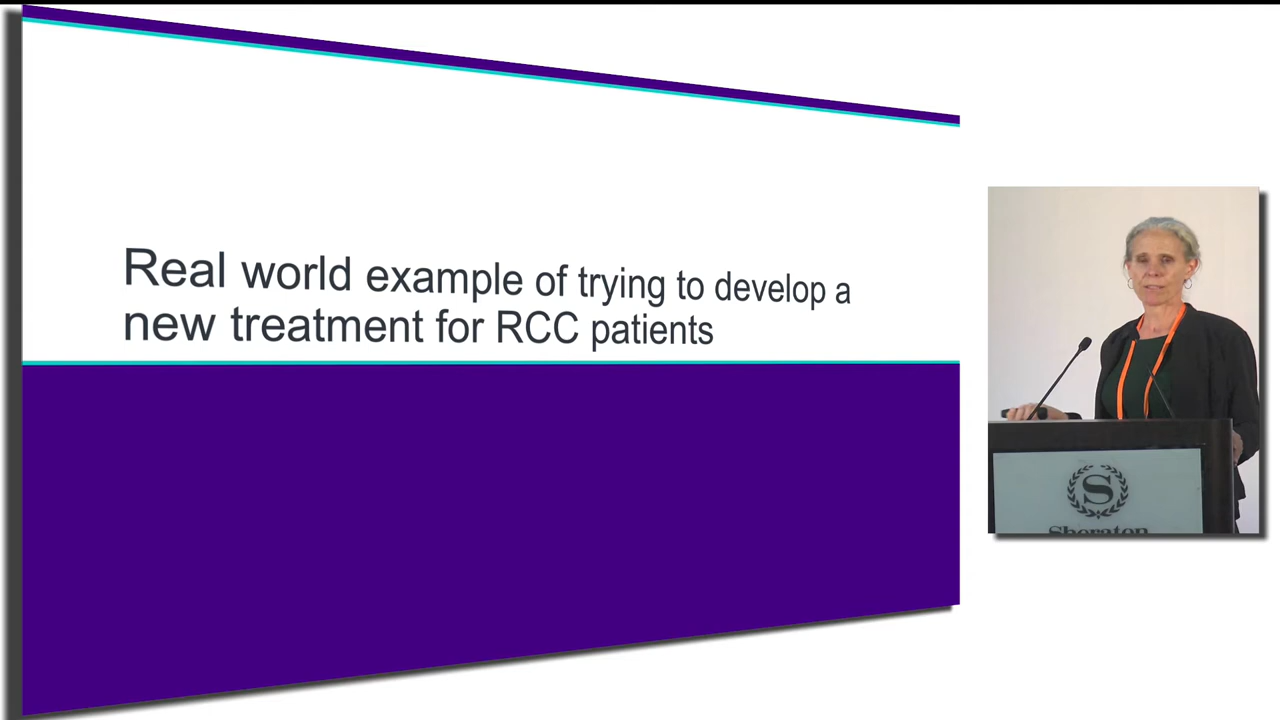 Real world example of trying to develop a
new treatment for RCC patients
S
Sheraton